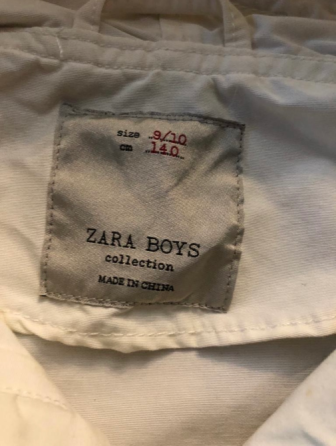 size 9/10
cm 140
ZARA BOYS
collection
MADE IN CHINA